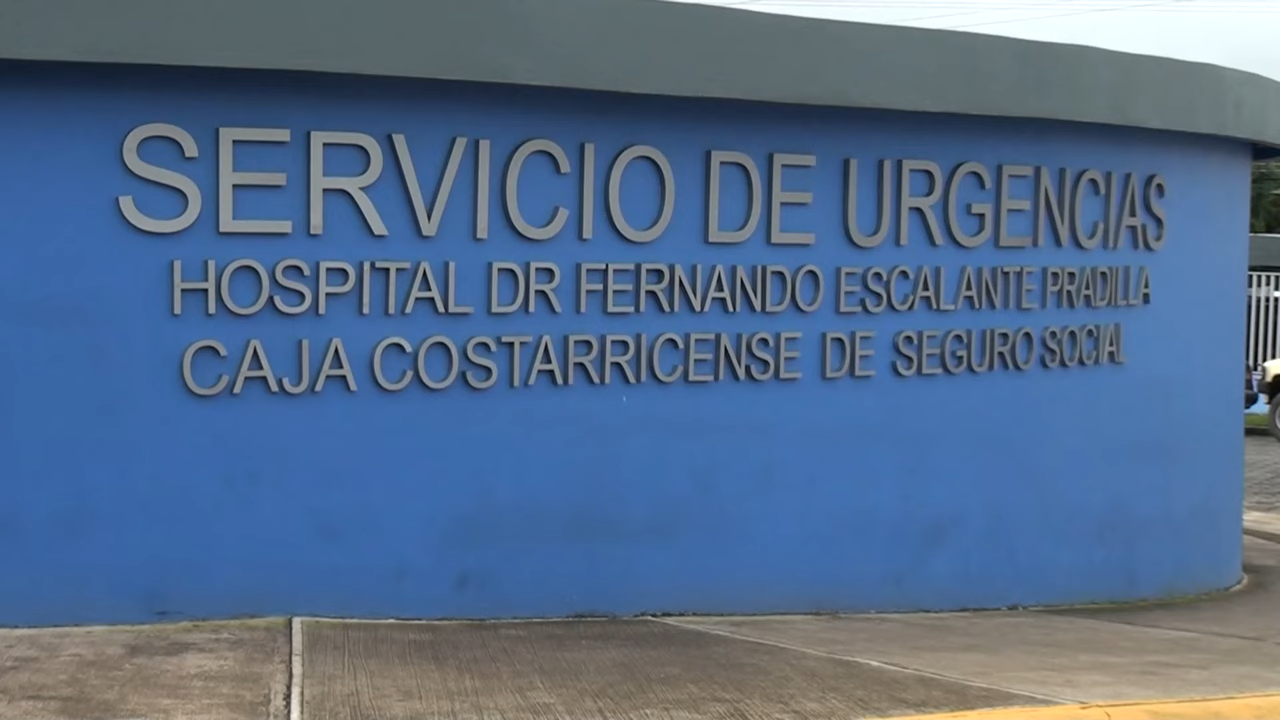 SERVICIO DE URGENCIAS
HOSPITAL DR FERNANDO ESCALANTE PRADILLA
CAJA COSTARRICENSE DE SEGURO SOCIAL